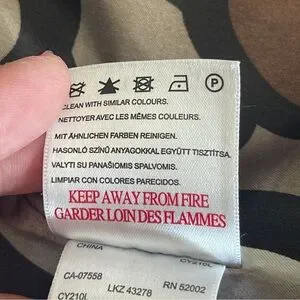 P
CLEAN WITH SIMILAR COLOURS.
NETTOYER AVEC LES MÊMES COULEURS.
MIT ÄHNLICHEN FARBEN REINIGEN.
HASONLÓ SZÍNŰ ANYAGOKKAL EGYÜTT TISZTÍTSA.
VALYTI SU PANAŠIOMIS SPALVOMIS.
LIMPIAR CON COLORES PARECIDOS.
KEEP AWAY FROM FIRE
GARDER LOIN DES FLAMMES
CHINA CY210L
CA-07558 LKZ 43278 RN 52002
CY210L